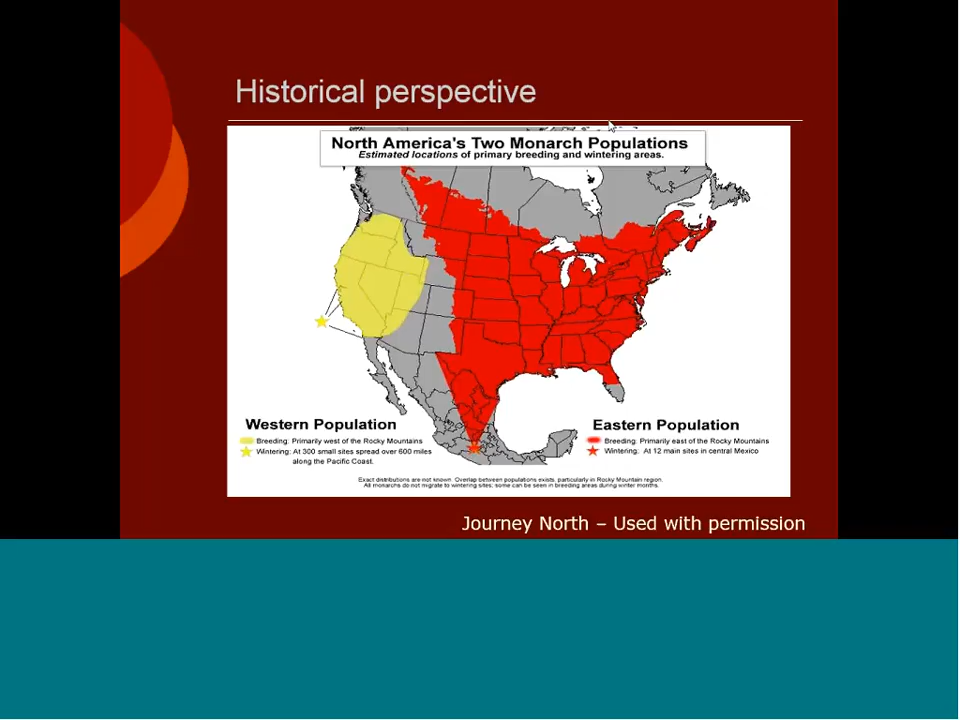 Historical perspective
North America's Two Monarch Populations
Estimated locations of primary breeding and wintering areas.
Western Population
Breeding: Primarily west of the Rocky Mountains
Wintering: At 300 small sites spread over 600 miles
along the Pacific Coast.
Eastern Population
Breeding: Primarily east of the Rocky Mountains
Wintering: At 12 main sites in central Mexico
Exact distributions are not known. Overlap between populations exists, particularly in Rocky Mountain region.
All monarchs do not migrate to wintering sites; some can be seen in breeding areas during winter months.
Journey North – Used with permission